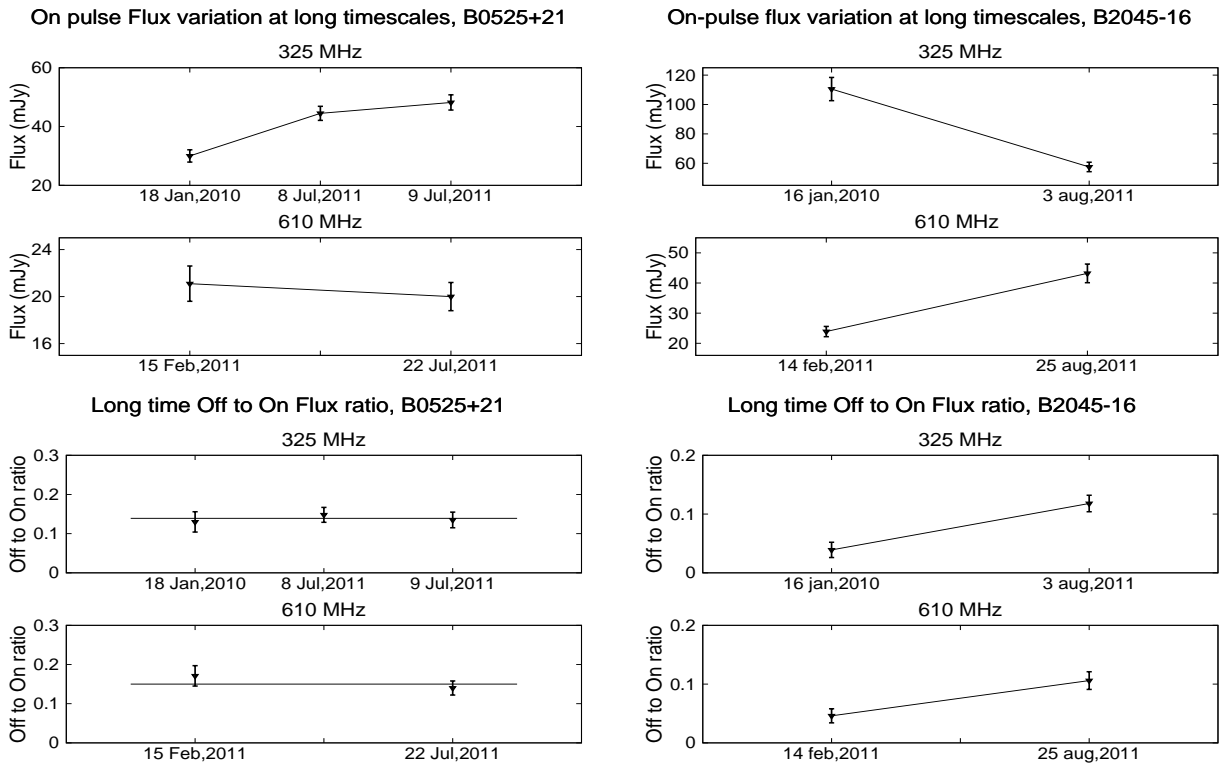 On pulse Flux variation at long timescales, B0525+21
325 MHz
60
40
20
Flux (mJy)
18 Jan,2010 8 Jul,2011 9 Jul,2011
610 MHz
24
20
16
Flux (mJy)
15 Feb,2011 22 Jul,2011
On-pulse flux variation at long timescales, B2045-16
325 MHz
120
100
80
60
Flux (mJy)
16 jan,2010 3 aug,2011
610 MHz
50
40
30
20
Flux (mJy)
14 feb,2011 25 aug,2011
Long time Off to On Flux ratio, B0525+21
325 MHz
0.3
0.2
0.1
0
Off to On ratio
18 Jan,2010 8 Jul,2011 9 Jul,2011
610 MHz
0.3
0.2
0.1
0
Off to On ratio
15 Feb,2011 22 Jul,2011
Long time Off to On Flux ratio, B2045-16
325 MHz
0.2
0.1
0
Off to On ratio
16 jan,2010 3 aug,2011
610 MHz
0.2
0.1
0
Off to On ratio
14 feb,2011 25 aug,2011